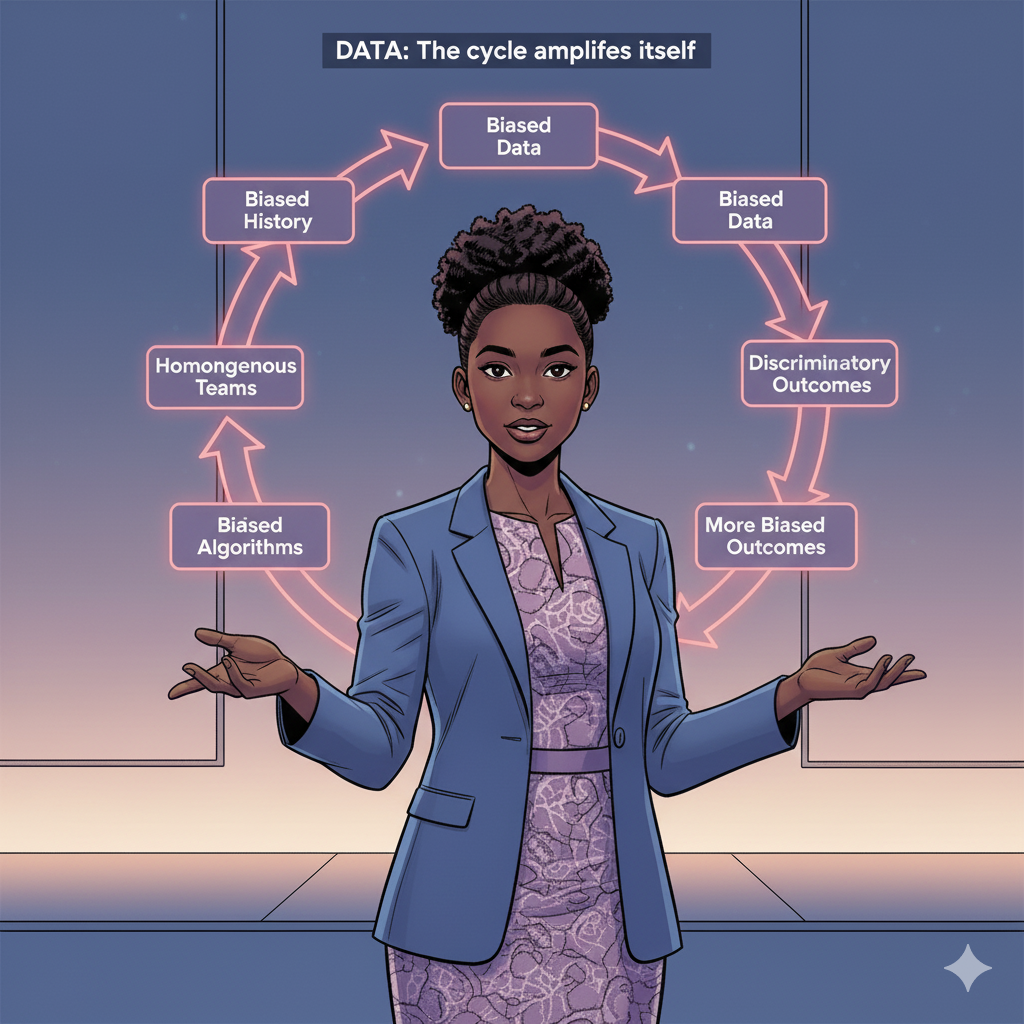 DATA: The cycle amplifes itself
Biased
Data
Biased
Data
Discriminatory
Outcomes
More Biased
Outcomes
Biased
Algorithms
Homongenous
Teams
Biased
History